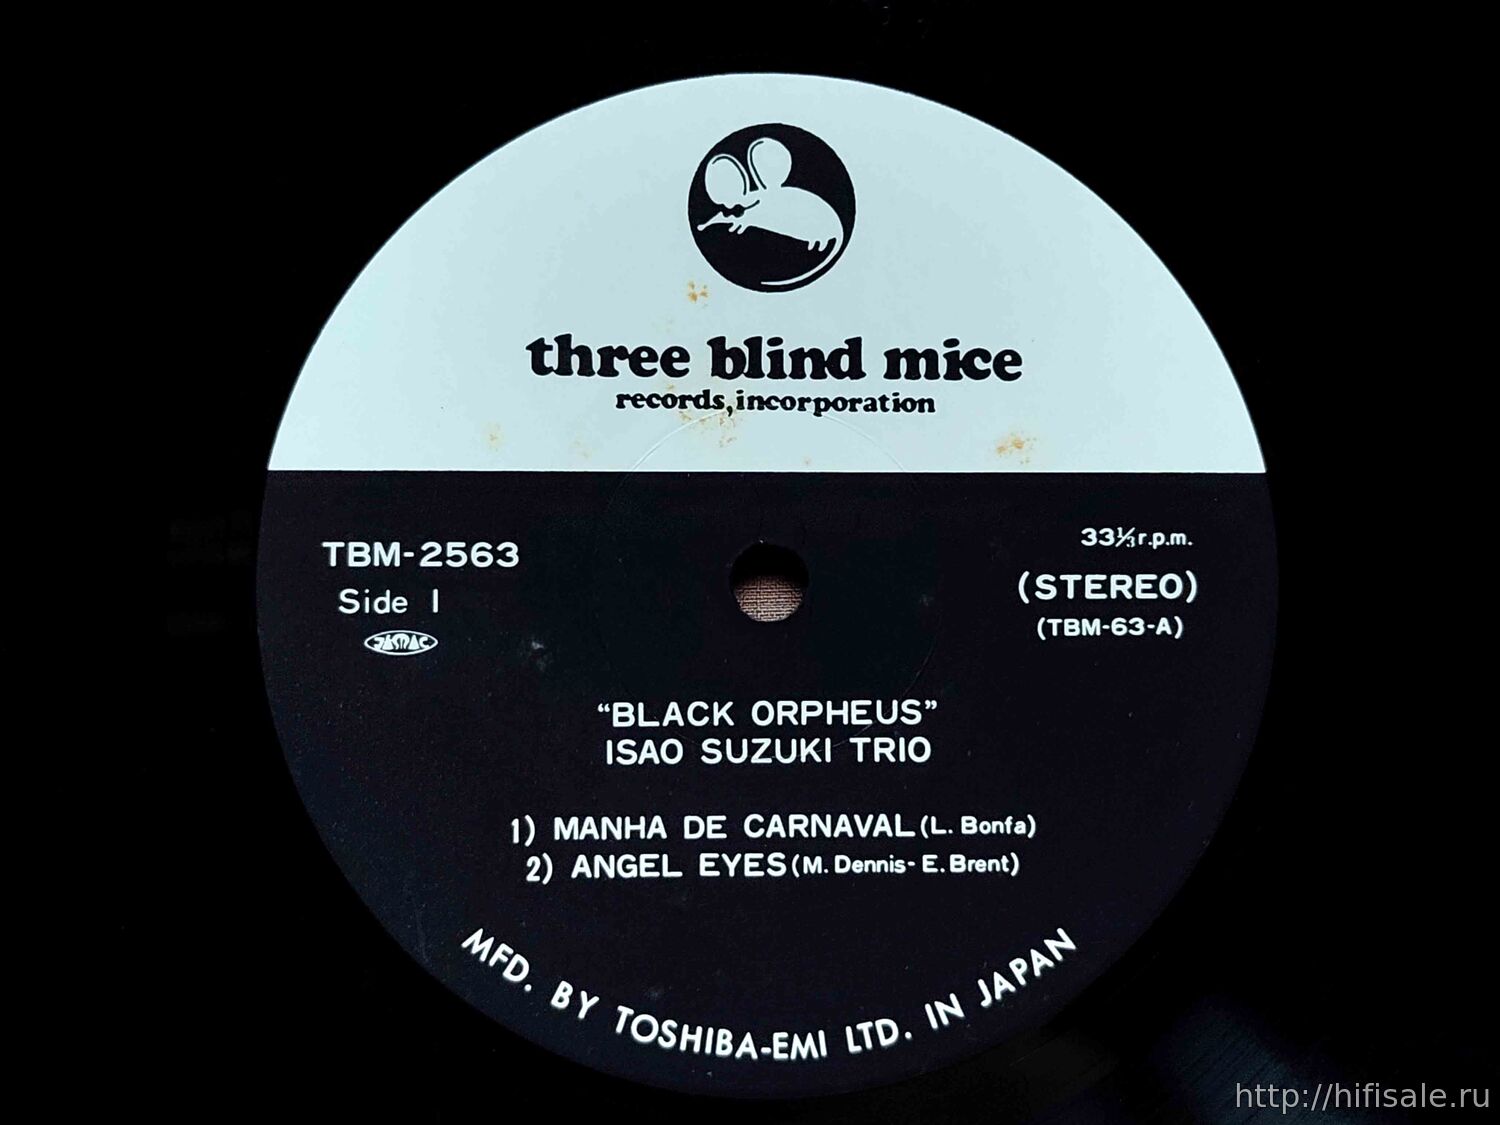 three blind mice
records, incorporation
TBM-2563
Side 1
JASRAC
33⅓ r.p.m.
(STEREO)
(TBM-63-A)
“BLACK ORPHEUS”
ISAO SUZUKI TRIO
1) MANHA DE CARNAVAL (L. Bonfa)
2) ANGEL EYES (M. Dennis- E. Brent)
MFD. BY TOSHIBA-EMI LTD. IN JAPAN
http://hifisale.ru